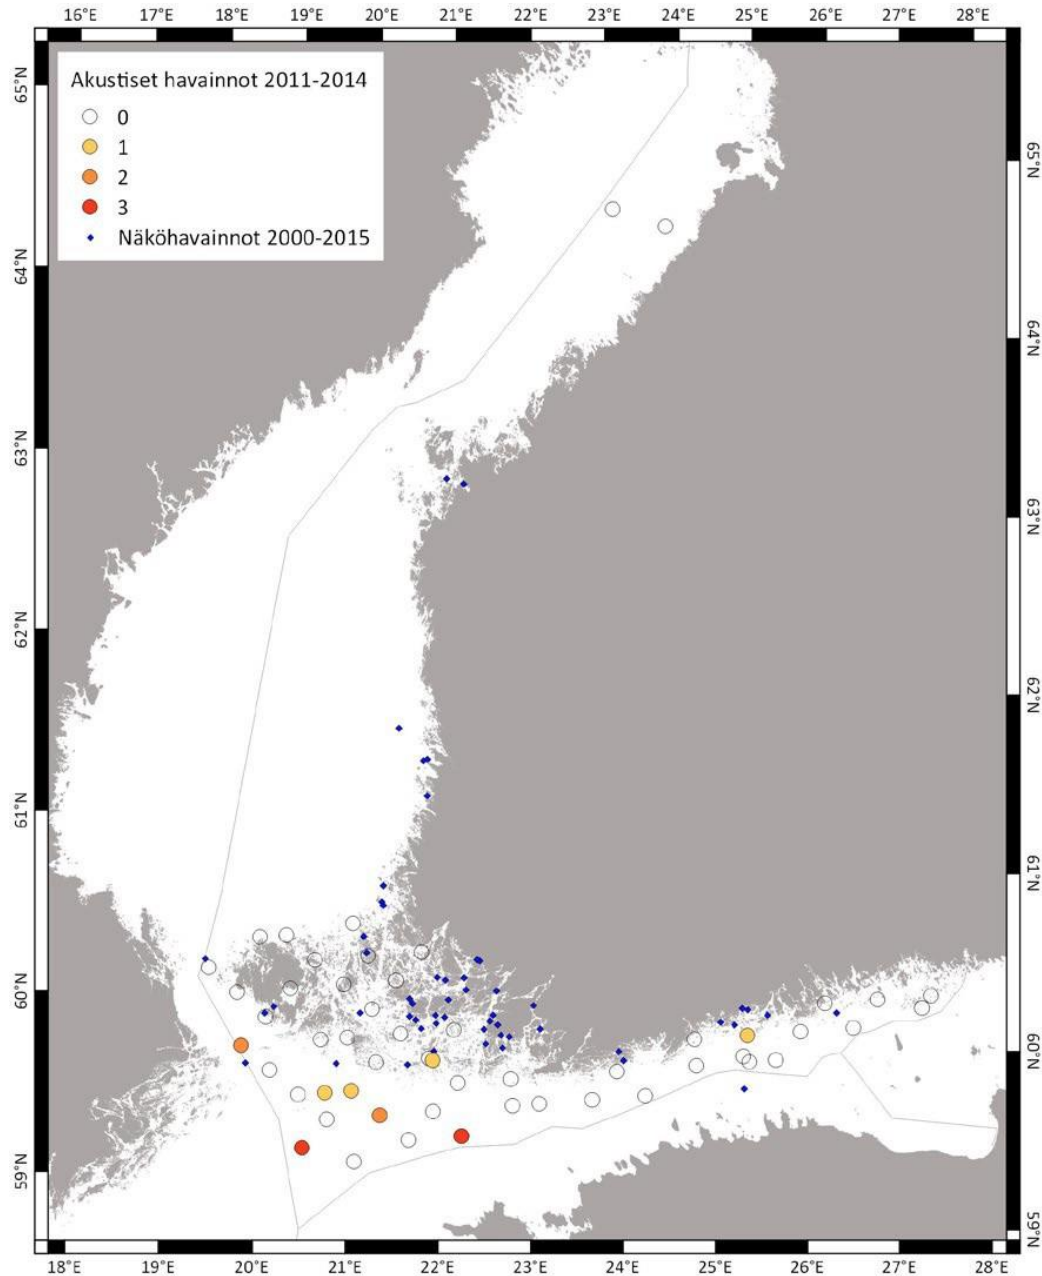 16°E 17°E 18°E 19°E 20°E 21°E 22°E 23°E 24°E 25°E 26°E 27°E 28°E
Akustiset havainnot 2011-2014
0
1
2
3
Näköhavainnot 2000-2015
65°N
64°N
63°N
62°N
61°N
60°N
59°N
65°N
64°N
63°N
62°N
61°N
60°N
59°N
18°E 19°E 20°E 21°E 22°E 23°E 24°E 25°E 26°E 27°E 28°E